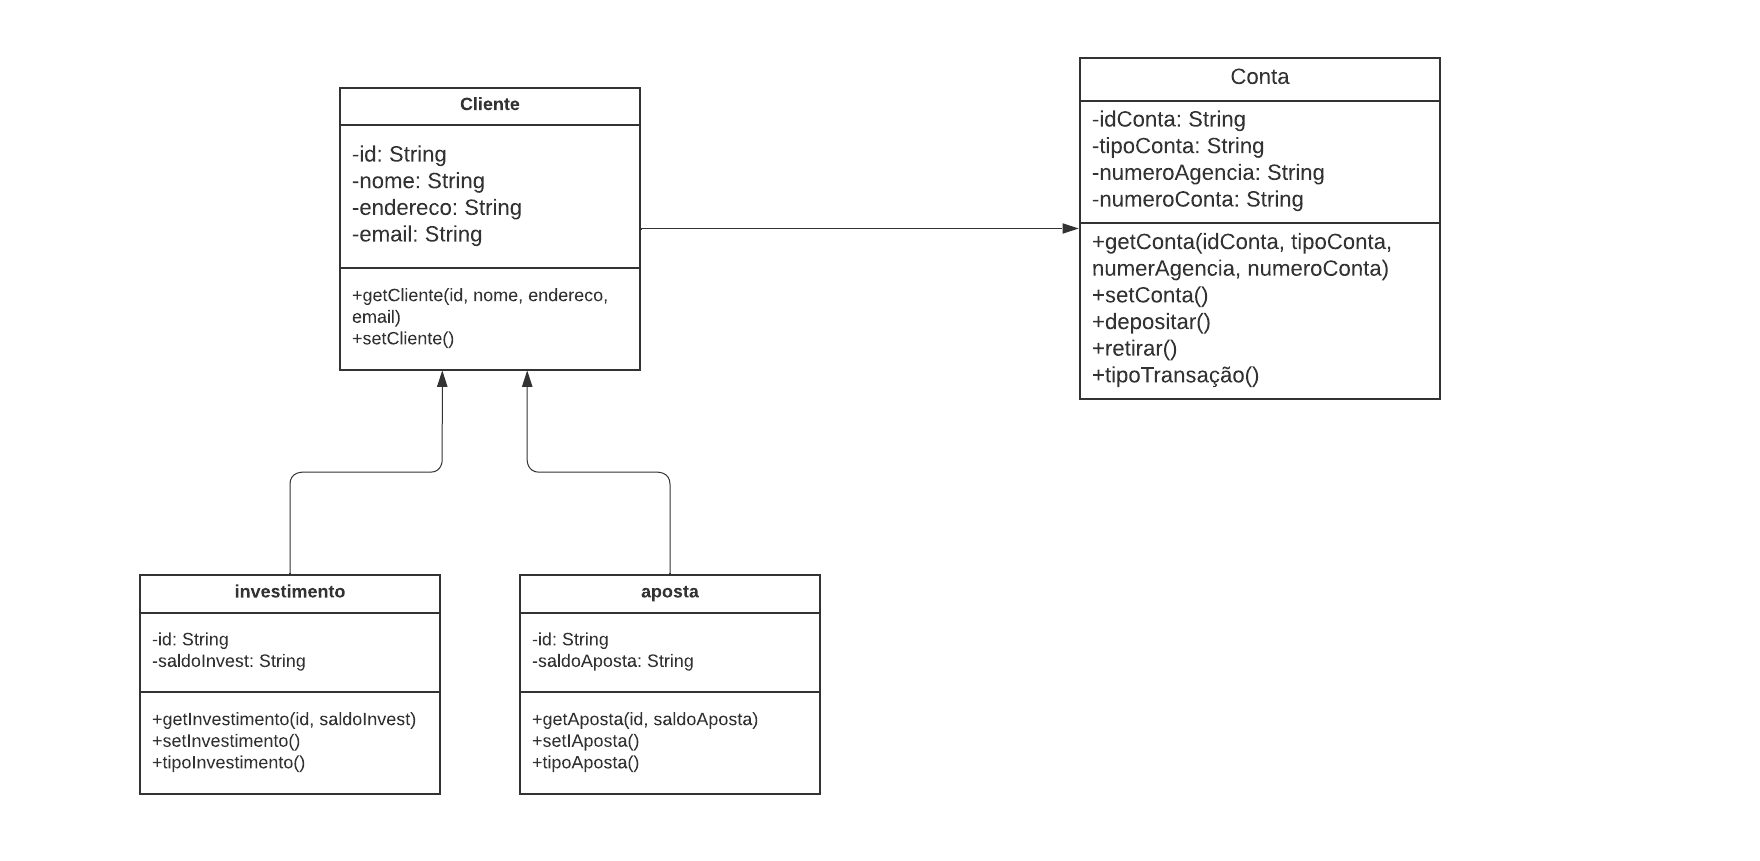 Cliente
-id: String
-nome: String
-endereco: String
-email: String
+getCliente(id, nome, endereco,
email)
+setCliente()
Conta
-idConta: String
-tipoConta: String
-numeroAgencia: String
-numeroConta: String
+getConta(idConta, tipoConta,
numerAgencia, numeroConta)
+setConta()
+depositar()
+retirar()
+tipoTransação()
investimento
-id: String
-saldoInvest: String
+getInvestimento(id, saldoInvest)
+setInvestimento()
+tipoInvestimento()
aposta
-id: String
-saldoAposta: String
+getAposta(id, saldoAposta)
+setIAposta()
+tipoAposta()